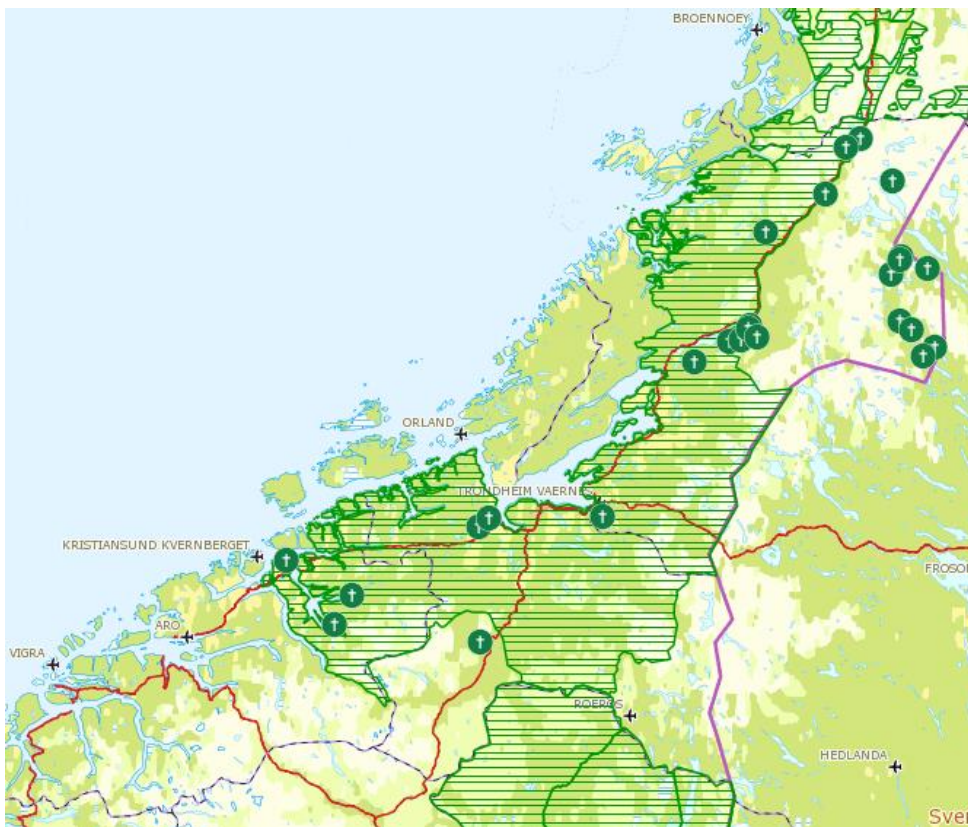 BROENNOEY
ORLAND
TRONDHEIM VAERNES
KRISTIANSUND KVERNBERGET
FROSO
ARO
VIGRA
ROEROS
HEDLANDA
Sver